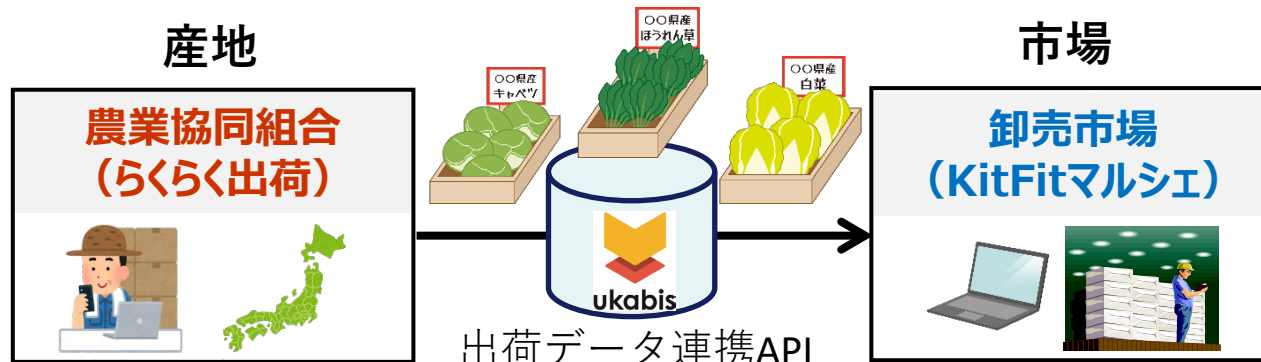 産地
農業協同組合
（らくらく出荷）
〇〇県産
キャベツ
〇〇県産
ほうれん草
〇〇県産
白菜
ukabis
出荷データ連携API
市場
卸売市場
（KitFitマルシェ）